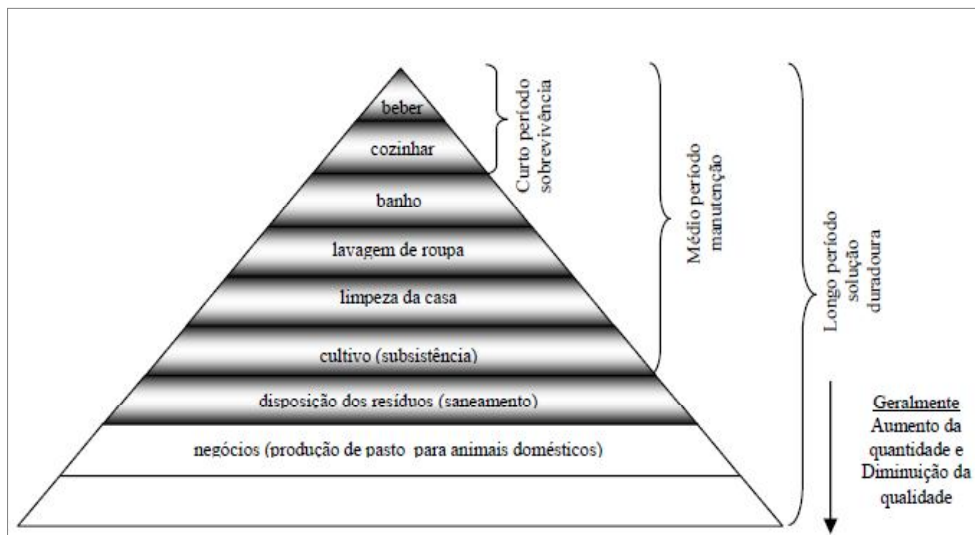 beber
cozinhar
banho
lavagem de roupa
limpeza da casa
cultivo (subsistência)
disposição dos resíduos (saneamento)
negócios (produção de pasto para animais domésticos)
Curto período
sobrevivência
Médio período
manutenção
Longo período
solução
duradoura
Geralmente
Aumento da
quantidade e
Diminuição da
qualidade